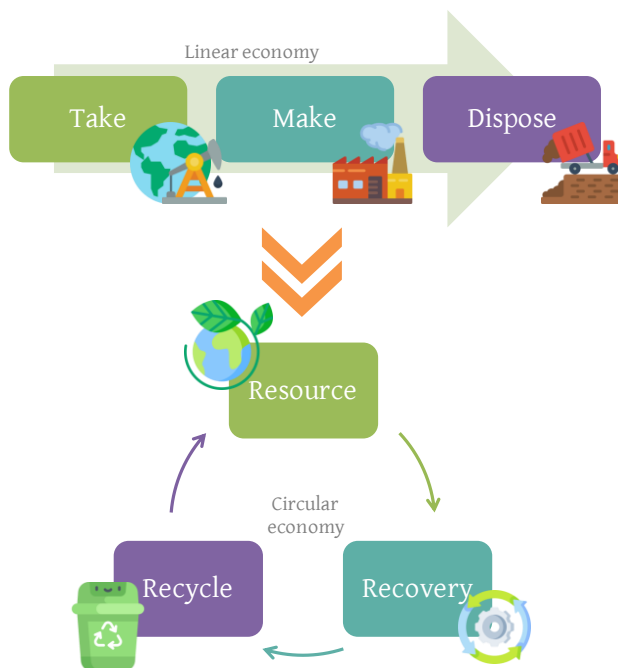 Linear economy
Take
Make
Dispose
Resource
Circular
economy
Recycle
Recovery